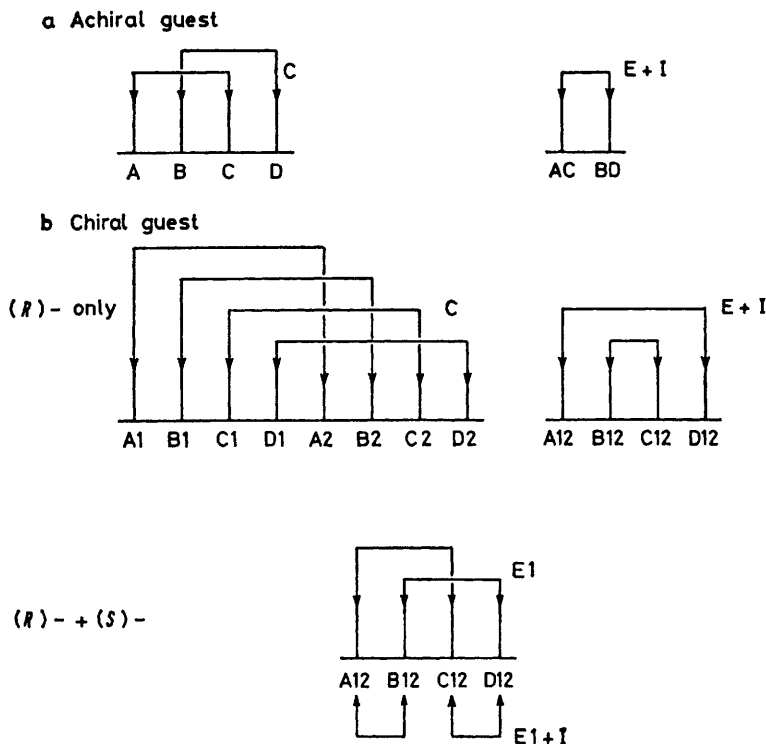 a Achiral guest
C
E + I
A B C D
AC BD
b Chiral guest
(R)- only
C
E + I
A1 B1 C1 D1 A2 B2 C2 D2
A12 B12 C12 D12
(R)- + (S)-
E1
A12 B12 C12 D12
E1 + I